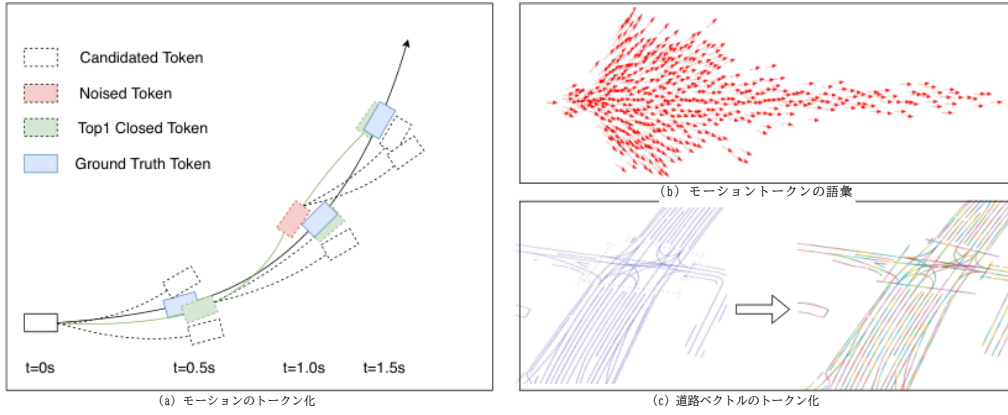 Candidated Token
Noised Token
Top1 Closed Token
Ground Truth Token
t=0s
t=0.5s
t=1.0s
t=1.5s
(a) モーションのトークン化
(b) モーショントークンの語彙
(c) 道路ベクトルのトークン化